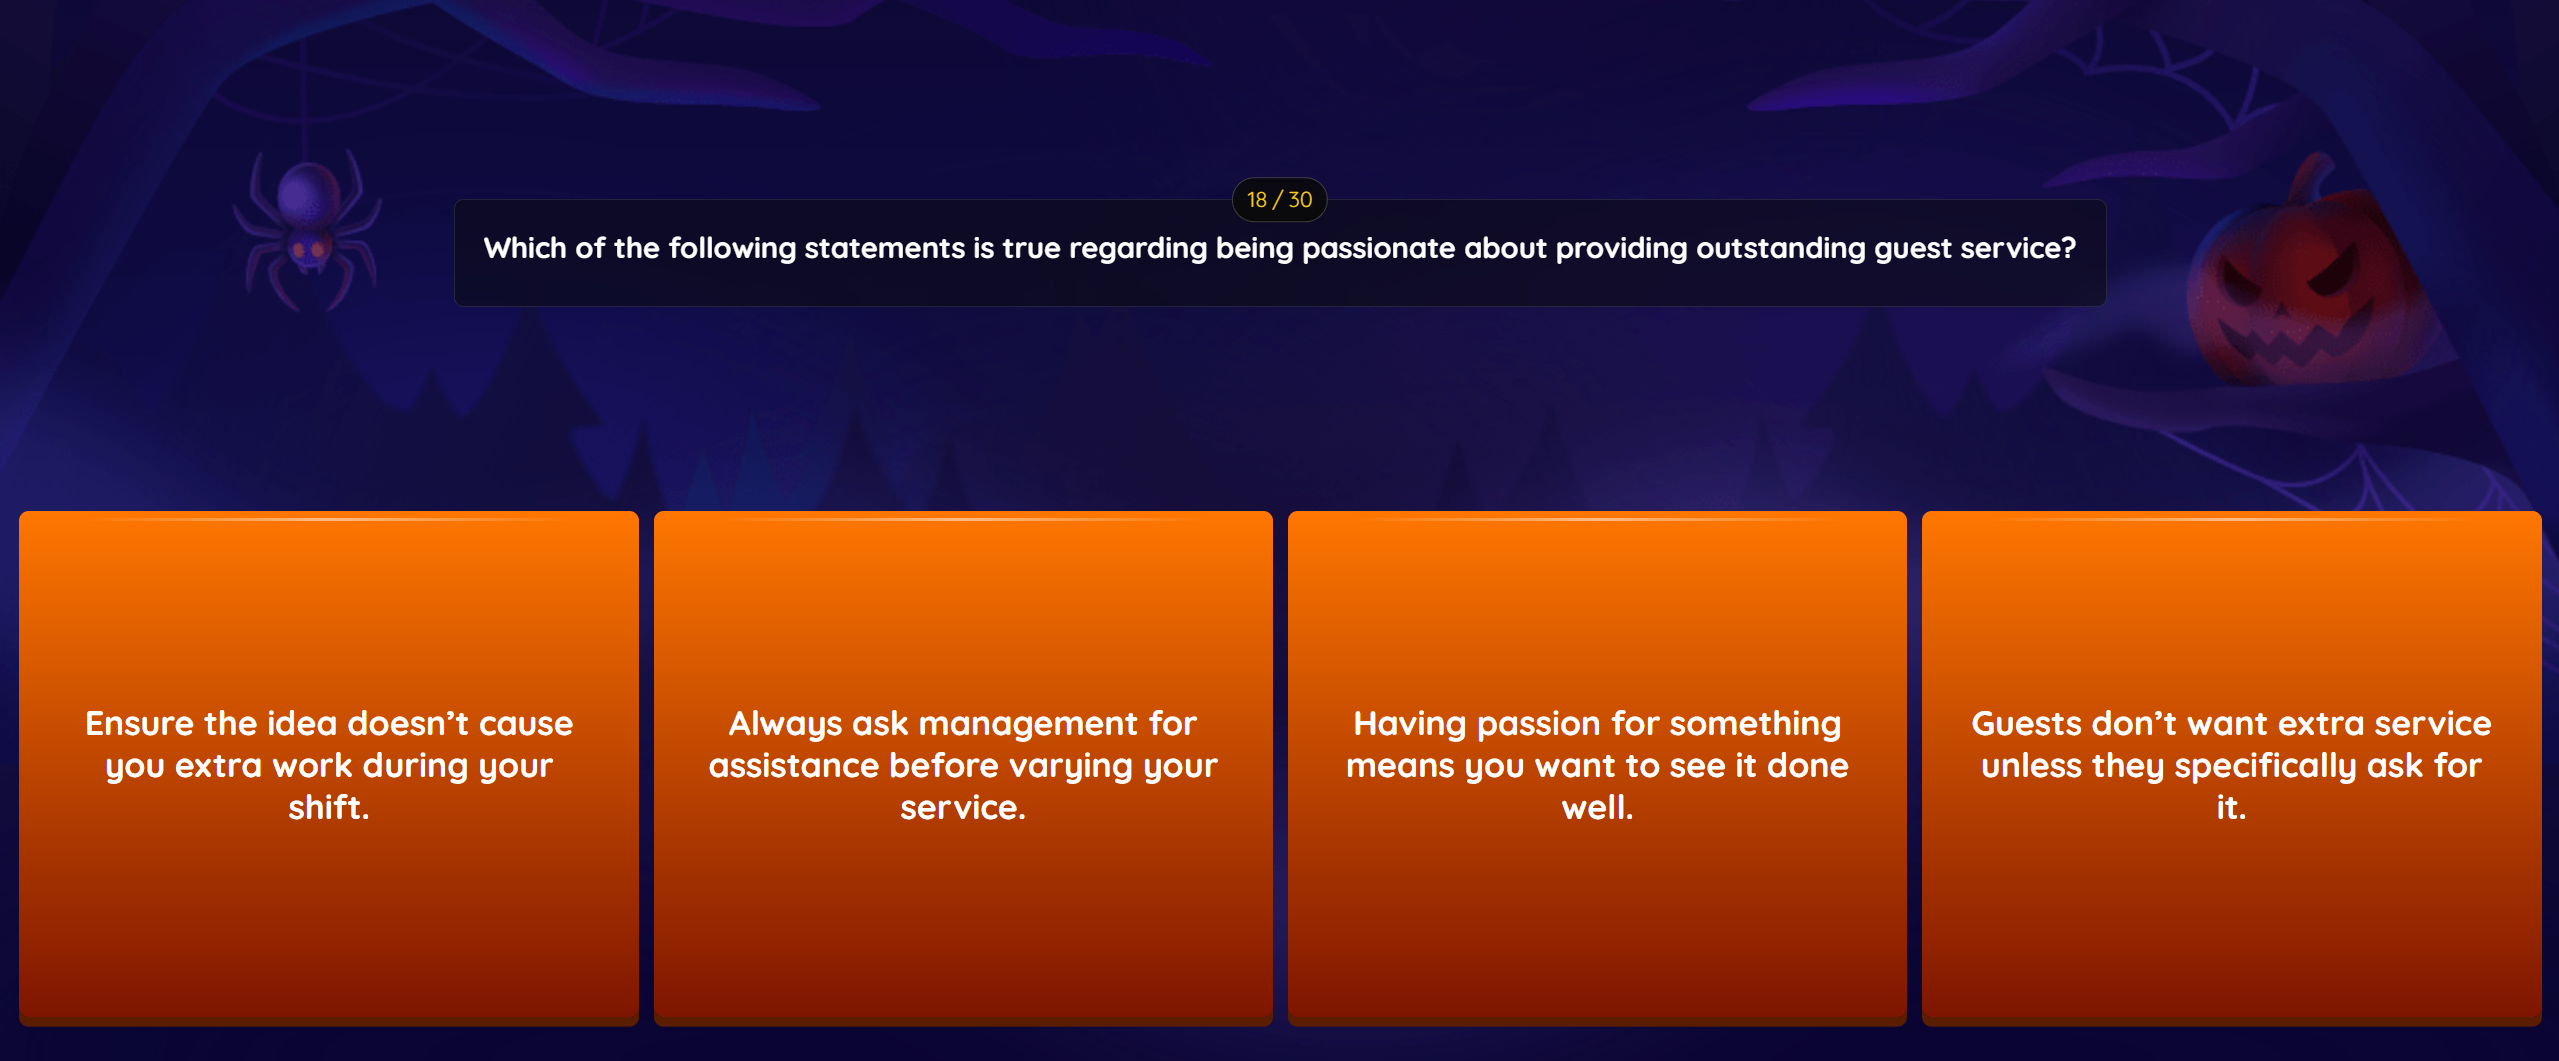 18 / 30
Which of the following statements is true regarding being passionate about providing outstanding guest service?
Ensure the idea doesn’t cause
you extra work during your
shift.
Always ask management for
assistance before varying your
service.
Having passion for something
means you want to see it done
well.
Guests don’t want extra service
unless they specifically ask for
it.